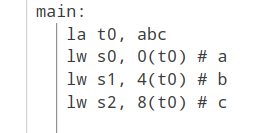 main:
la t0, abc
lw s0, 0(t0) # a
lw s1, 4(t0) # b
lw s2, 8(t0) # c